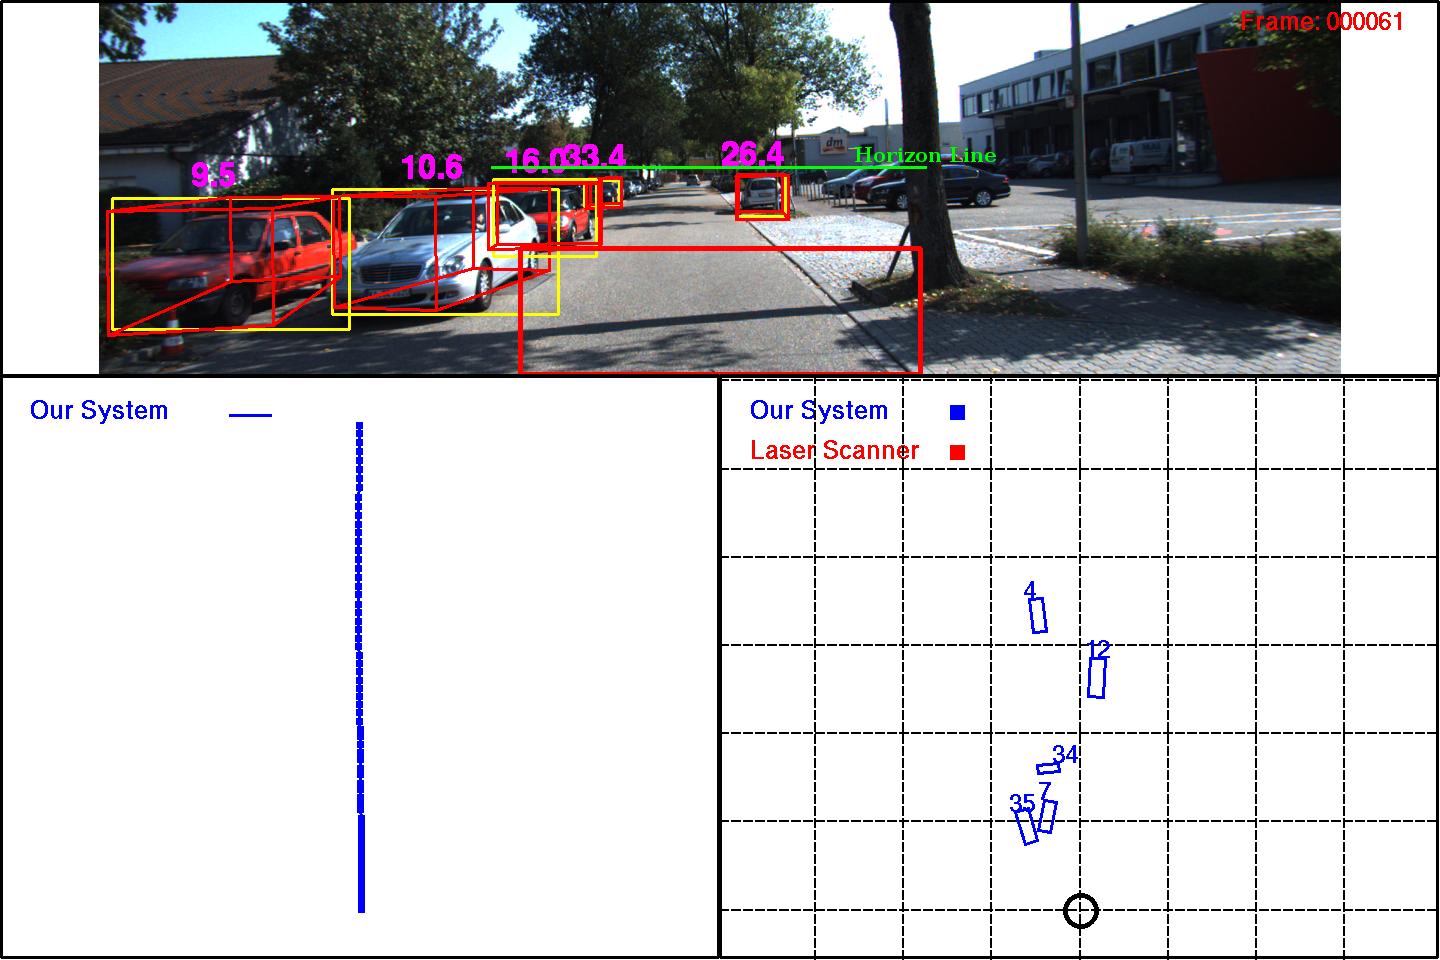 Frame: 000061
9.5
10.6
16.0
33.4
26.4
Horizon Line
dm
Our System
Our System
Laser Scanner
4
12
34
7
35